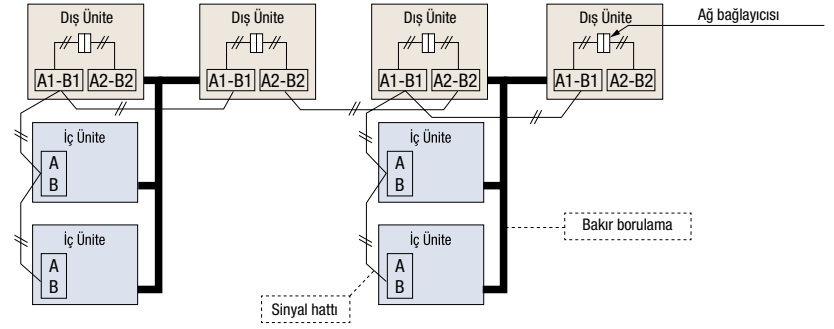 Dış Ünite
Dış Ünite
Dış Ünite
Dış Ünite
Ağ bağlayıcısı
A1-B1 A2-B2
A1-B1 A2-B2
A1-B1 A2-B2
A1-B1 A2-B2
İç Ünite
A
B
İç Ünite
A
B
İç Ünite
A
B
İç Ünite
A
B
Bakır borulama
Sinyal hattı